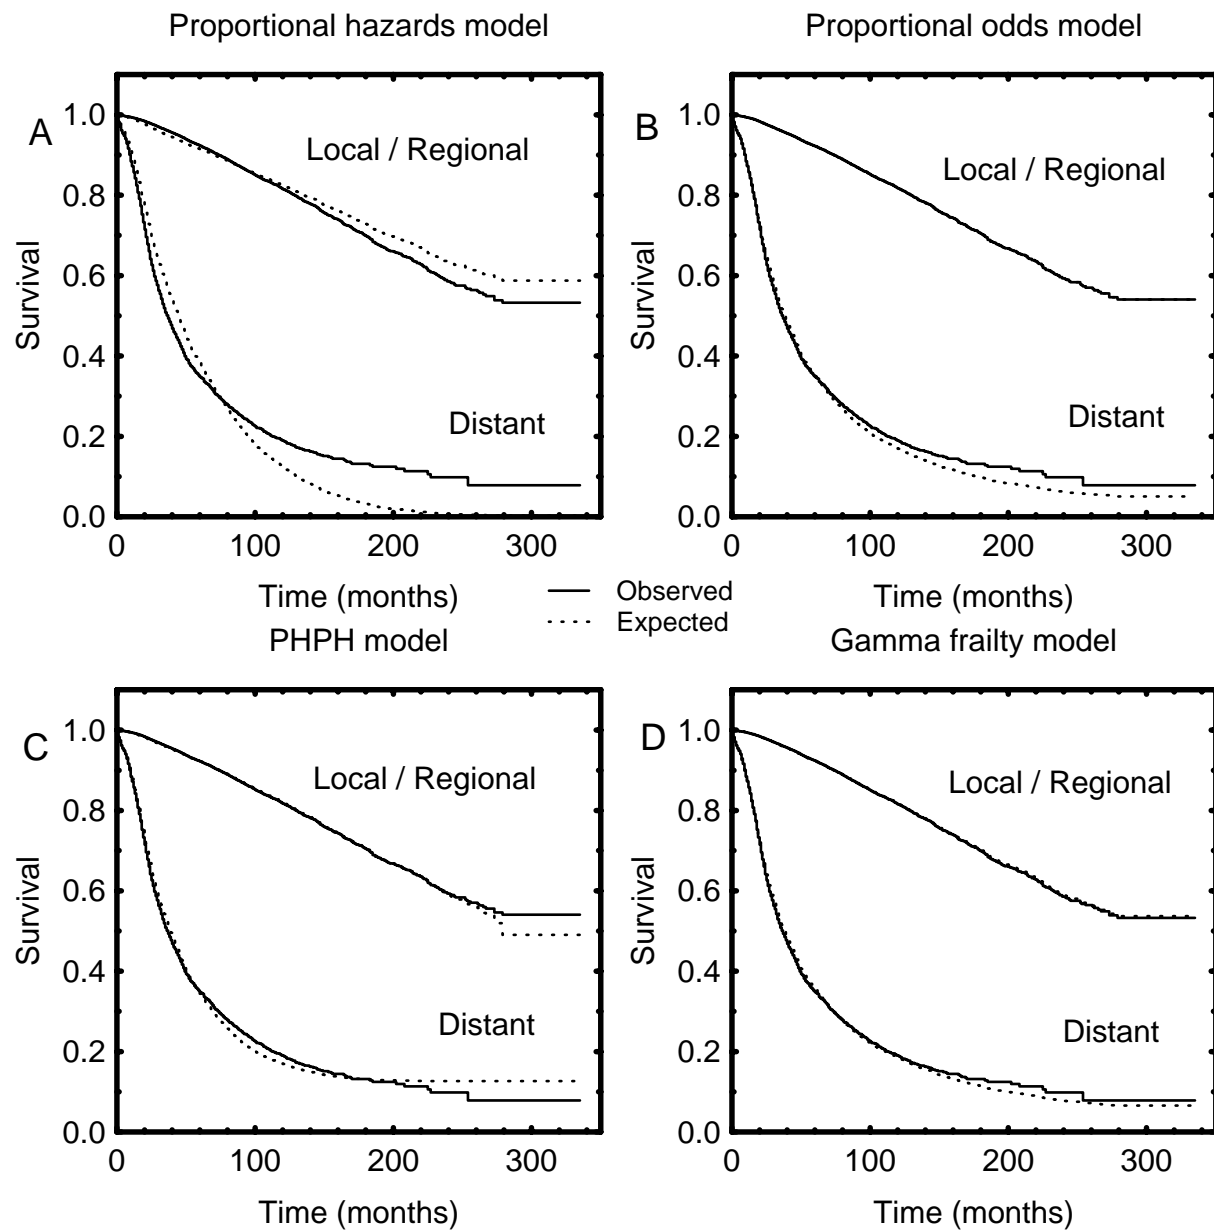 Proportional hazards model
Proportional odds model
A
1.0
0.8
0.6
0.4
0.2
0.0
Survival
Local / Regional
Distant
0 100 200 300
Time (months)
B
1.0
0.8
0.6
0.4
0.2
0.0
Survival
Local / Regional
Distant
0 100 200 300
Time (months)
Observed
Expected
PHPH model
Gamma frailty model
C
1.0
0.8
0.6
0.4
0.2
0.0
Survival
Local / Regional
Distant
0 100 200 300
Time (months)
D
1.0
0.8
0.6
0.4
0.2
0.0
Survival
Local / Regional
Distant
0 100 200 300
Time (months)